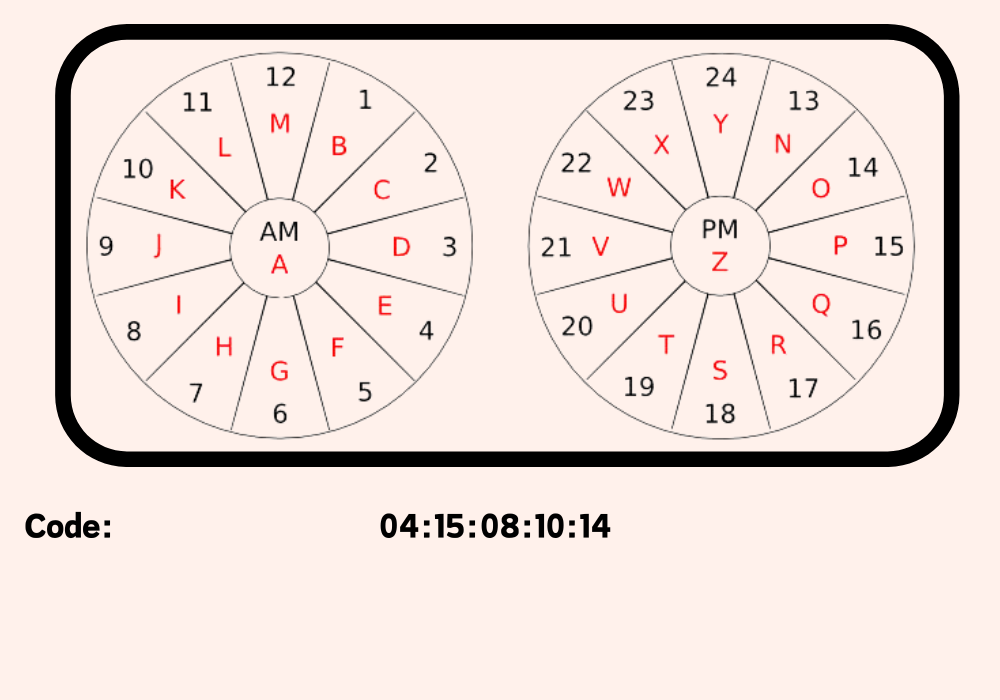 12 24
11 1 23 13
M Y
L B X N
10 2 22 14
K C W O
AM PM
9 J D 3 21 V P 15
A Z
I E U Q
8 4 20 16
H F T R
G S
7 5 19 17
6 18
Code: 04:15:08:10:14